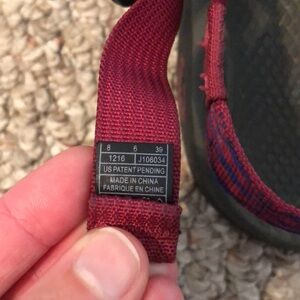 8 6 39
1216 J106034
US PATENT PENDING
MADE IN CHINA
FABRIQUE EN CHINE